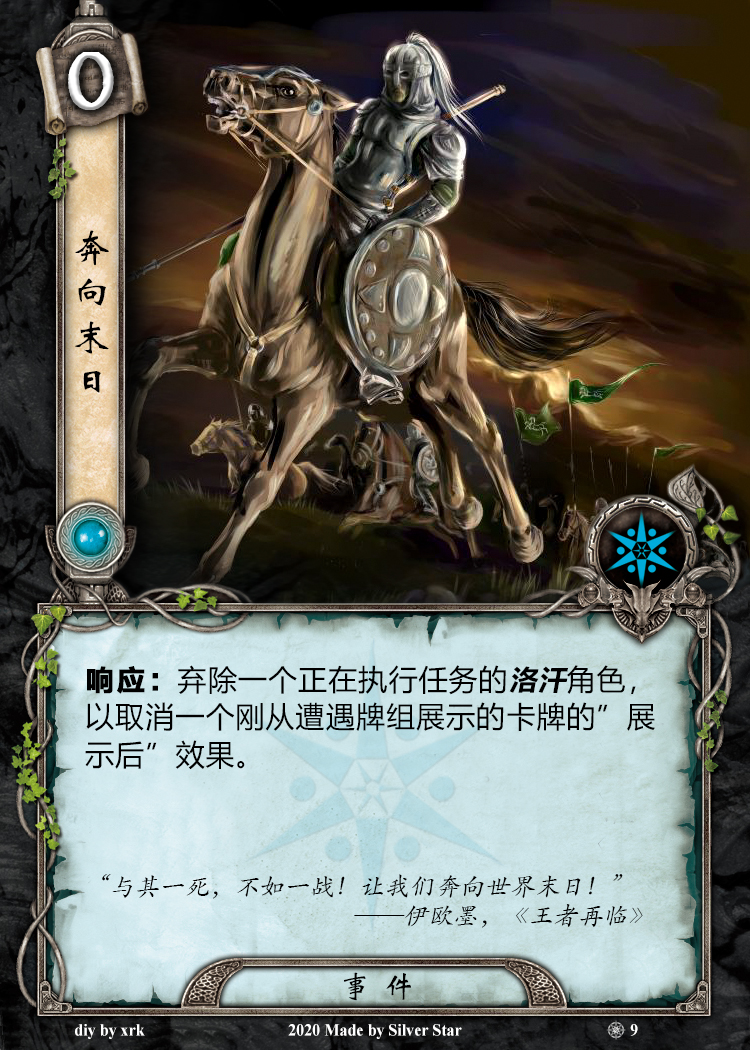 0
奔向末日
响应：弃除一个正在执行任务的洛汗角色，
以取消一个刚从遭遇牌组展示的卡牌的”展
示后”效果。
“与其一死，不如一战！让我们奔向世界末日！”
——伊欧墨，《王者再临》
事件
diy by xrk
2020 Made by Silver Star
9